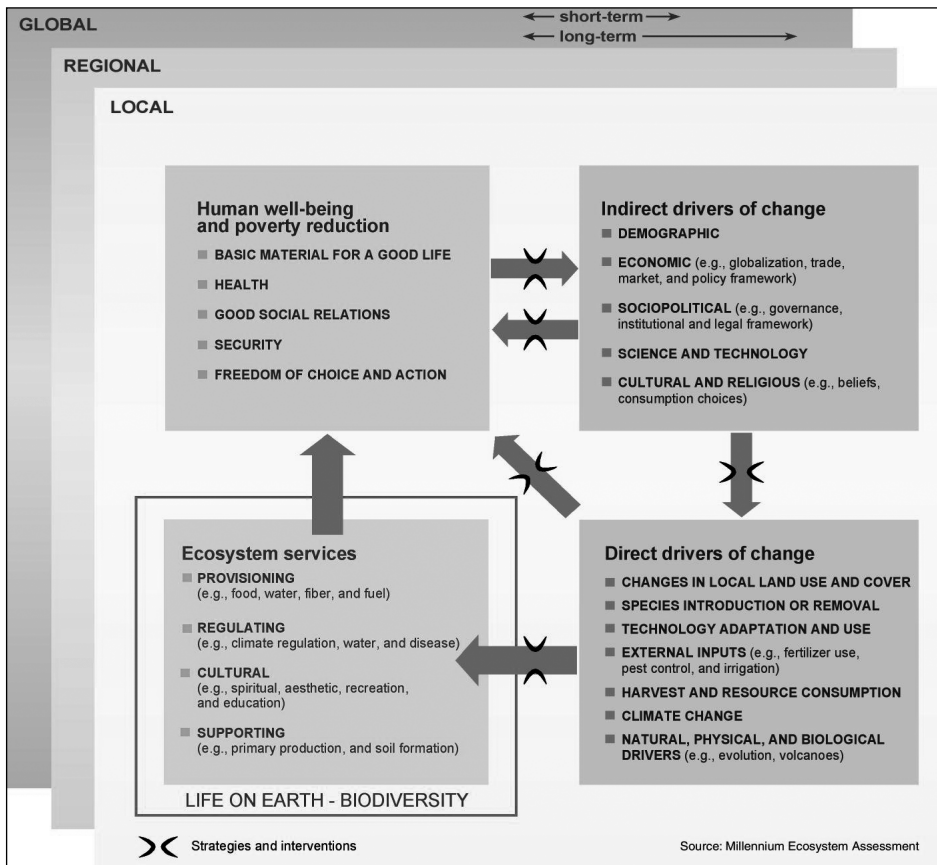 GLOBAL
short-term
long-term
REGIONAL
LOCAL
Human well-being
and poverty reduction
BASIC MATERIAL FOR A GOOD LIFE
HEALTH
GOOD SOCIAL RELATIONS
SECURITY
FREEDOM OF CHOICE AND ACTION
Indirect drivers of change
DEMOGRAPHIC
ECONOMIC (e.g., globalization, trade,
market, and policy framework)
SOCIOPOLITICAL (e.g., governance,
institutional and legal framework)
SCIENCE AND TECHNOLOGY
CULTURAL AND RELIGIOUS (e.g., beliefs,
consumption choices)
Ecosystem services
PROVISIONING
(e.g., food, water, fiber, and fuel)
REGULATING
(e.g., climate regulation, water, and disease)
CULTURAL
(e.g., spiritual, aesthetic, recreation,
and education)
SUPPORTING
(e.g., primary production, and soil formation)
LIFE ON EARTH - BIODIVERSITY
Direct drivers of change
CHANGES IN LOCAL LAND USE AND COVER
SPECIES INTRODUCTION OR REMOVAL
TECHNOLOGY ADAPTATION AND USE
EXTERNAL INPUTS (e.g., fertilizer use,
pest control, and irrigation)
HARVEST AND RESOURCE CONSUMPTION
CLIMATE CHANGE
NATURAL, PHYSICAL, AND BIOLOGICAL
DRIVERS (e.g., evolution, volcanoes)
Strategies and interventions
Source: Millennium Ecosystem Assessment